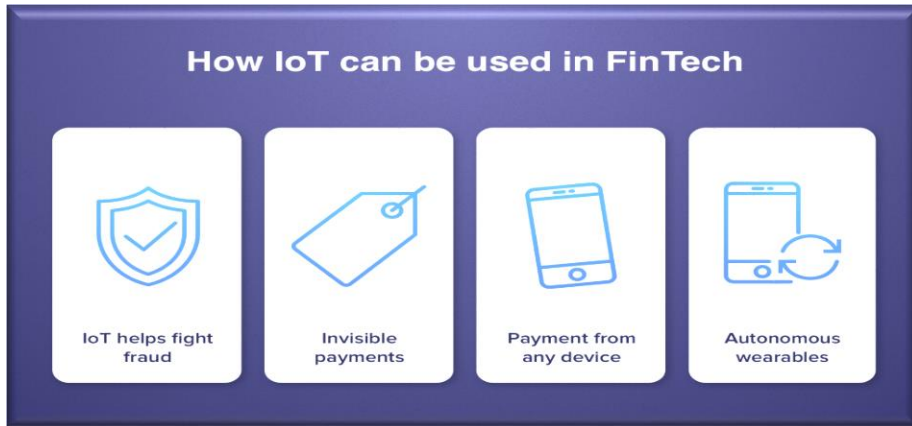 How IoT can be used in FinTech
IoT helps fight
fraud
Invisible
payments
Payment from
any device
Autonomous
wearables